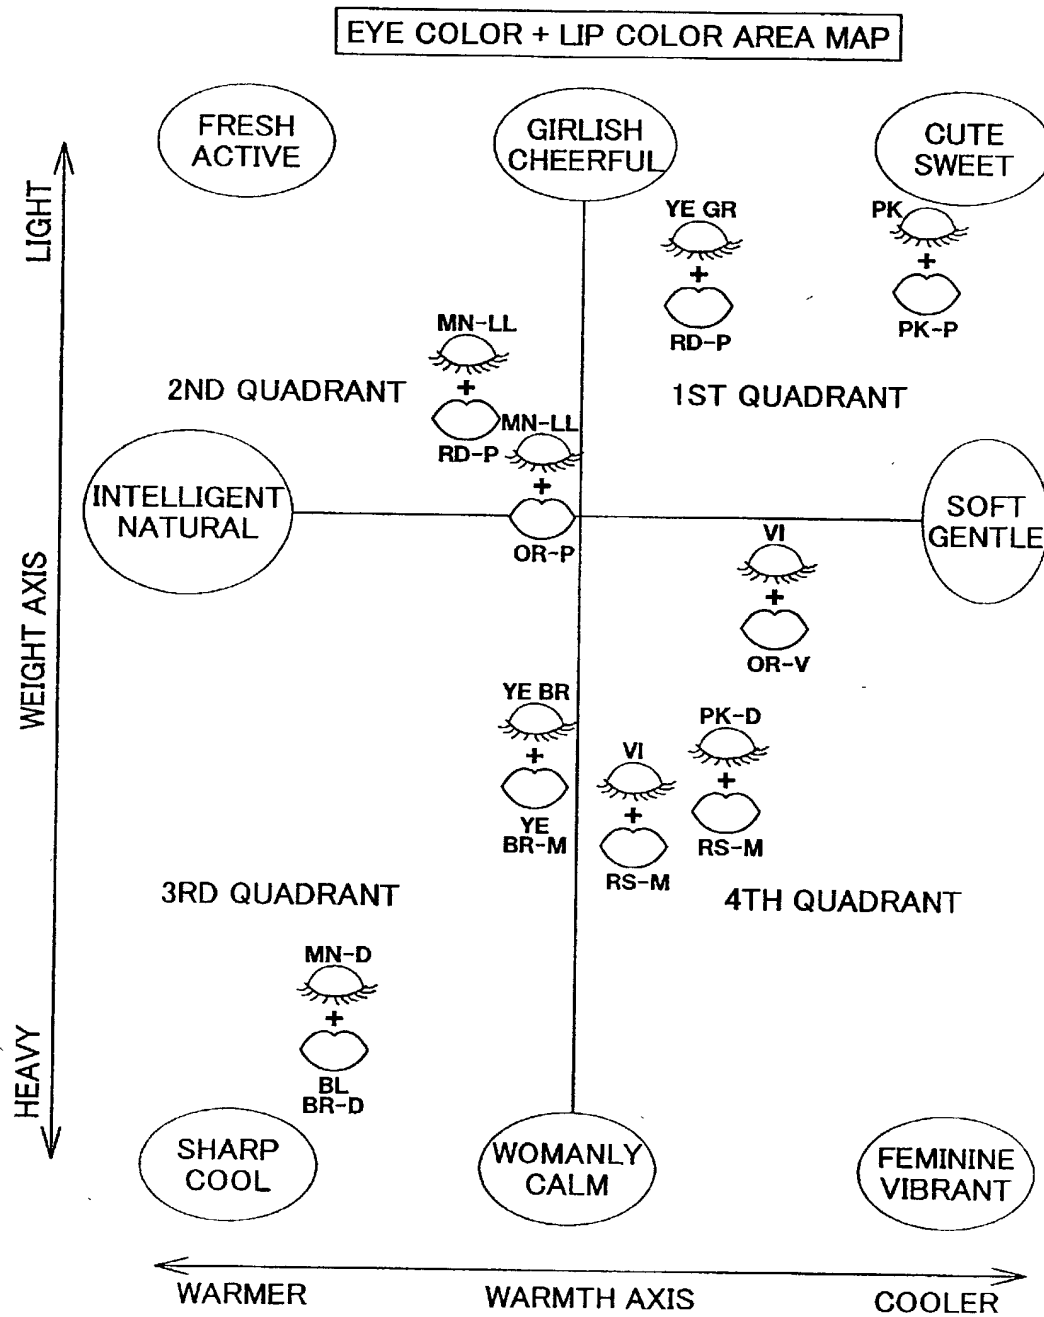 EYE COLOR + LIP COLOR AREA MAP
FRESH
ACTIVE
GIRLISH
CHEERFUL
CUTE
SWEET
LIGHT
YE GR
+
RD-P
PK
+
PK-P
MN-LL
+
RD-P
2ND QUADRANT
1ST QUADRANT
MN-LL
+
OR-P
INTELLIGENT
NATURAL
SOFT
GENTLE
VI
+
OR-V
WEIGHT AXIS
YE BR
+
YE
BR-M
VI
+
RS-M
PK-D
+
RS-M
3RD QUADRANT
4TH QUADRANT
MN-D
+
BL
BR-D
HEAVY
SHARP
COOL
WOMANLY
CALM
FEMININE
VIBRANT
WARMER
WARMTH AXIS
COOLER